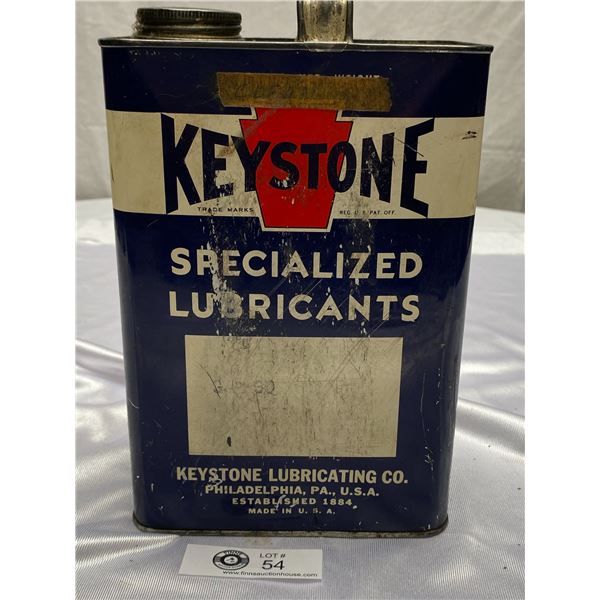 WEIGHT
KEYSTONE
TRADE MARKS
REG. U. S. PAT. OFF.
SPECIALIZED
LUBRICANTS
KEYSTONE LUBRICATING CO.
PHILADELPHIA, PA., U.S.A.
ESTABLISHED 1884
MADE IN U. S. A.
LOT #
54
www.finnsauctionhouse.com